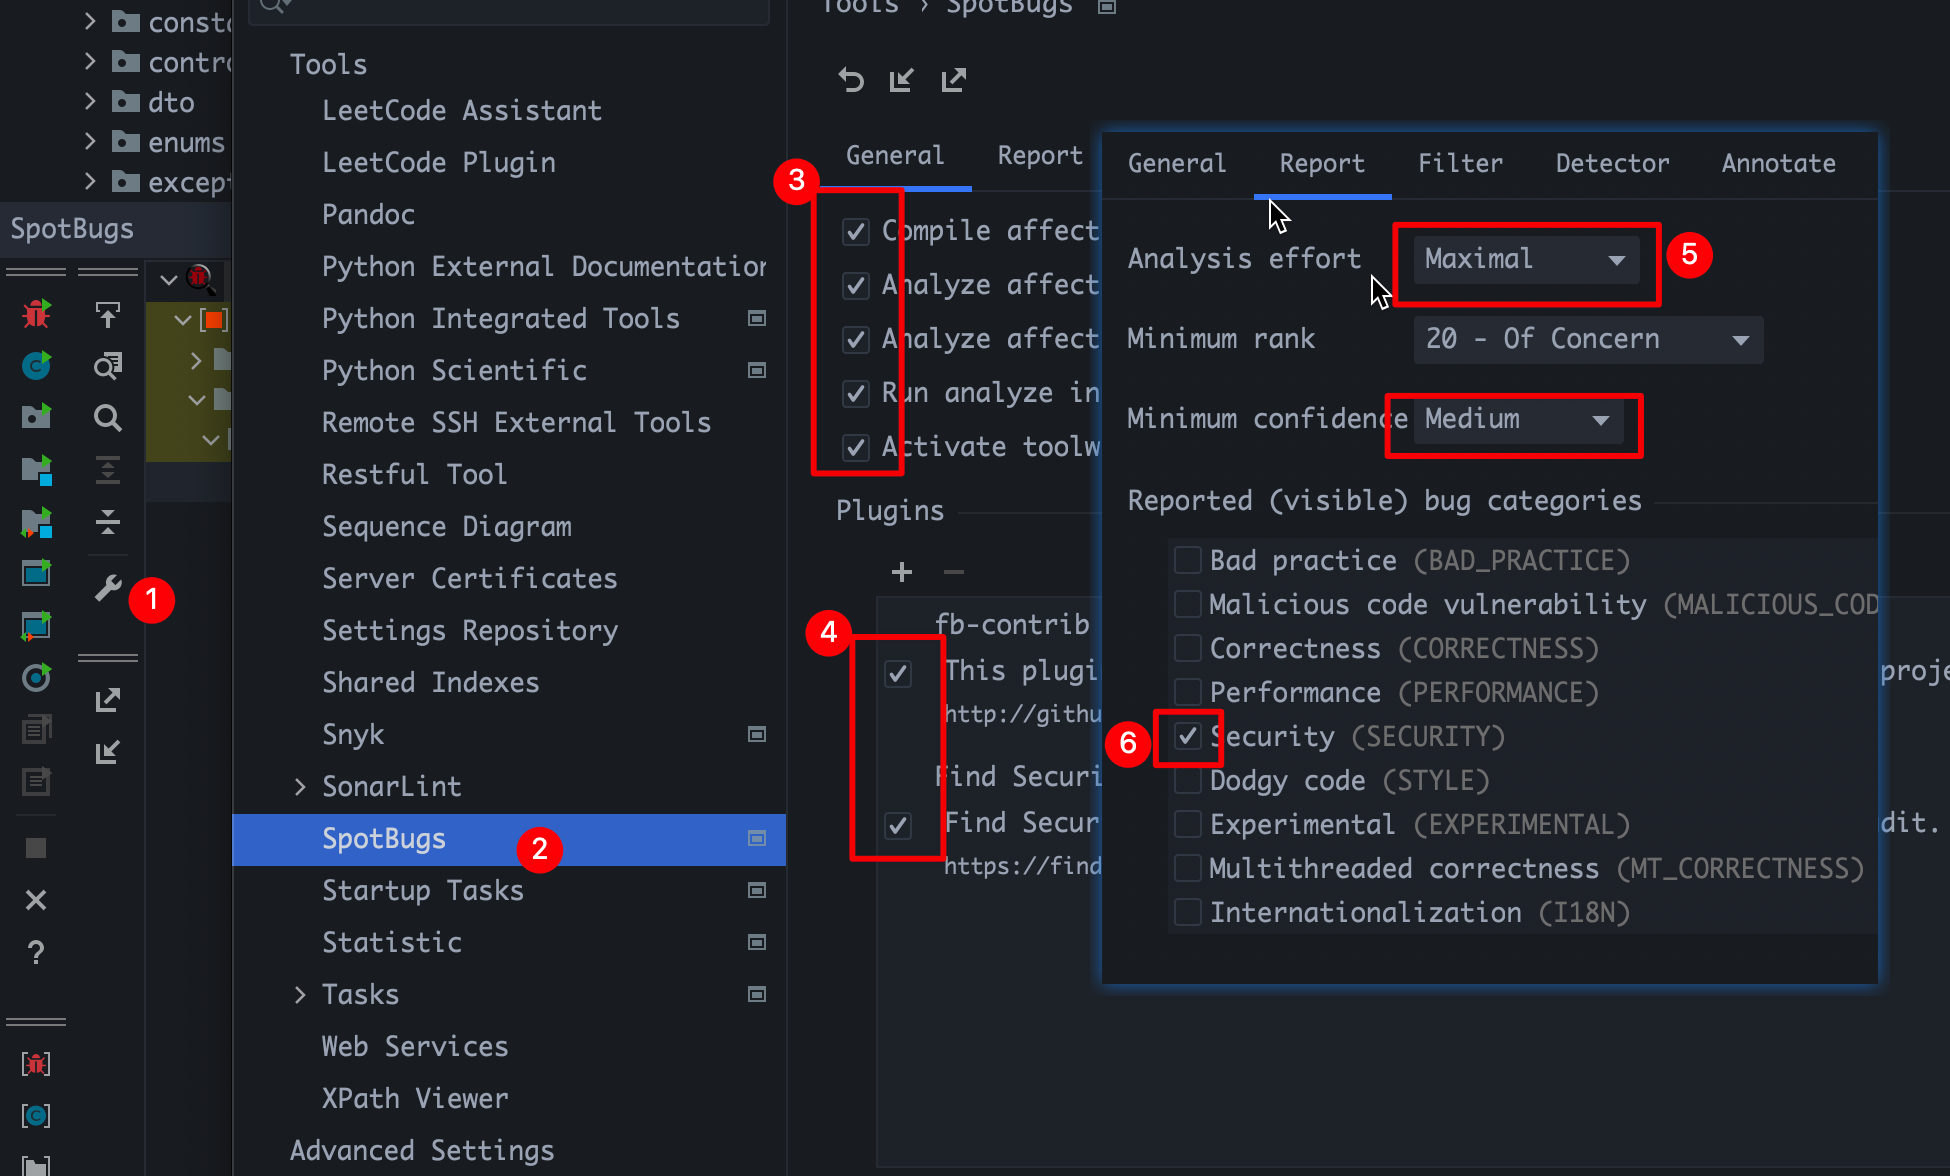 consta
contro
dto
enums
except
SpotBugs
1
Tools
LeetCode Assistant
LeetCode Plugin
Pandoc
Python External Documentation
Python Integrated Tools
Python Scientific
Remote SSH External Tools
Restful Tool
Sequence Diagram
Server Certificates
Settings Repository
Shared Indexes
Snyk
SonarLint
SpotBugs
2
Startup Tasks
Statistic
Tasks
Web Services
XPath Viewer
Advanced Settings
Tools › SpotBugs
General Report
3
Compile affect
Analyze affect
Analyze affect
Run analyze in
Activate toolw
Plugins
4
fb-contrib
This plugi
proje
http://githu
Find Securi
Find Secur
dit.
https://find
General Report Filter Detector Annotate
Analysis effort Maximal
5
Minimum rank 20 - Of Concern
Minimum confidence Medium
Reported (visible) bug categories
Bad practice (BAD_PRACTICE)
Malicious code vulnerability (MALICIOUS_COD
Correctness (CORRECTNESS)
Performance (PERFORMANCE)
6
Security (SECURITY)
Dodgy code (STYLE)
Experimental (EXPERIMENTAL)
Multithreaded correctness (MT_CORRECTNESS)
Internationalization (I18N)